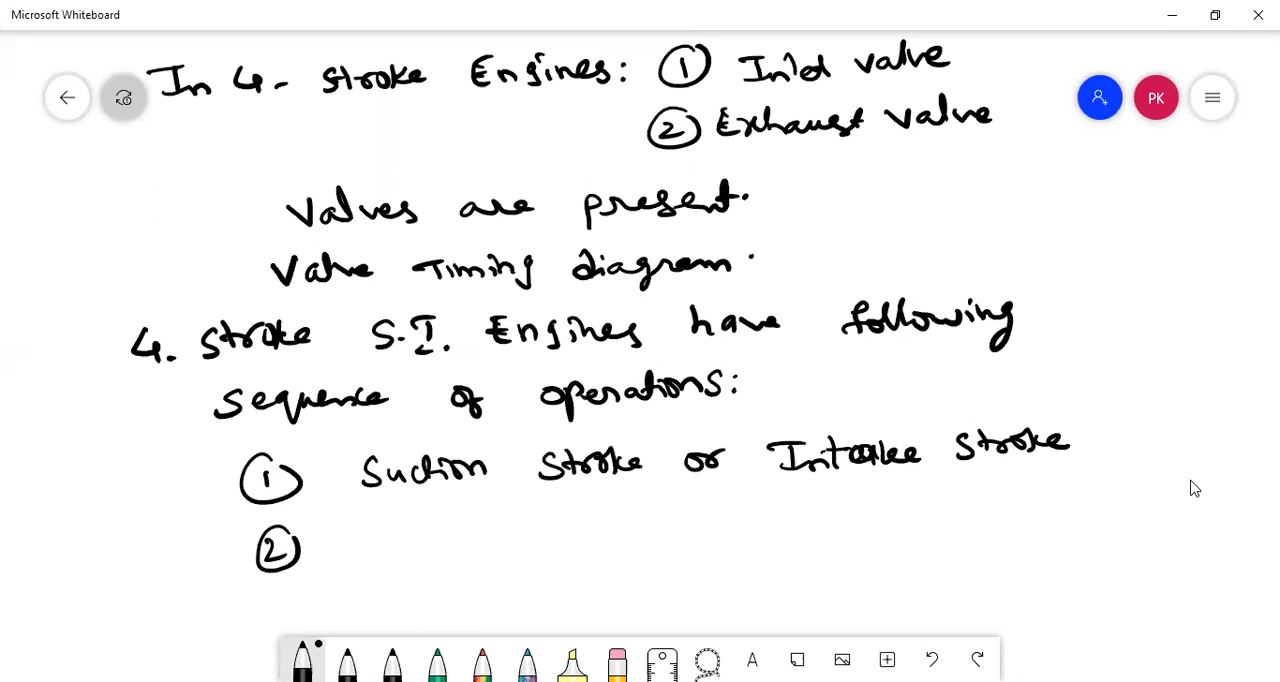 Microsoft Whiteboard
In 4- stroke Engines: ① Inlet valve
② Exhaust valve
PK
valves are present.
Valve Timing diagram.
4. stroke S.I. Engines have following
sequence of operations:
① Suction stroke or Intake stroke
②
A